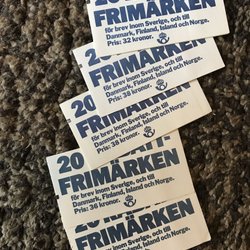 20
FRIMÄRKEN
för brev inom Sverige, och till
Danmark, Finland, Island och Norge.
Pris: 32 kronor.
FRIMÄRKEN
för brev inom Sverige, och till
Danmark, Finland, Island och Norge.
Pris: 38 kronor.
20
FRIMÄRKEN
för brev inom Sverige, och till
Danmark, Finland, Island och Norge.
Pris: 38 kronor.
20
FRIMÄRKEN
för brev inom Sverige, och till
Danmark, Finland, Island och Norge.
Pris: 36 kronor.
FRIMÄRKEN
för brev inom Sverige, och till
Danmark, Finland, Island och Norge.